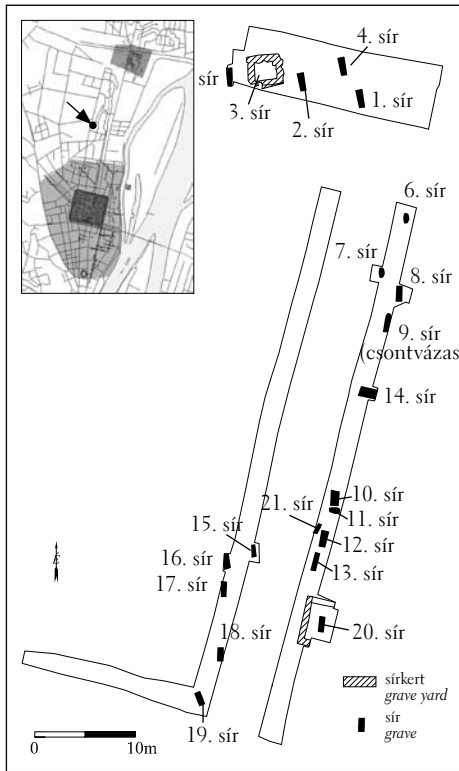 4. sír
sír
3. sír
1. sír
2. sír
6. sír
7. sír
8. sír
9. sír
(csontvázas
14. sír
10. sír
21. sír
11. sír
15. sír
12. sír
16. sír
13. sír
17. sír
É
18. sír
20. sír
sírkert
grave yard
sír
grave
19. sír
0 10m